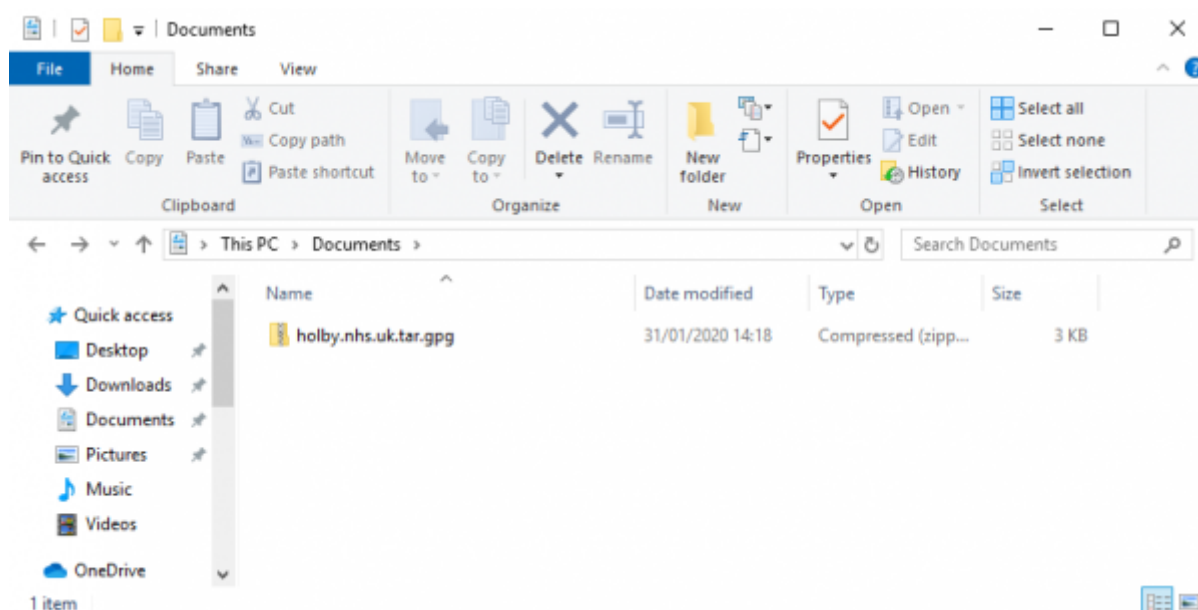 Documents
File Home Share View
Pin to Quick access
Copy
Paste
Cut
Copy path
Paste shortcut
Clipboard
Move to
Copy to
Delete
Rename
Organize
New folder
New
Properties
Open
Edit
History
Open
Select all
Select none
Invert selection
Select
This PC > Documents >
Search Documents
Name Date modified Type Size
holby.nhs.uk.tar.gpg 31/01/2020 14:18 Compressed (zipp... 3 KB
Quick access
Desktop
Downloads
Documents
Pictures
Music
Videos
OneDrive
1 item